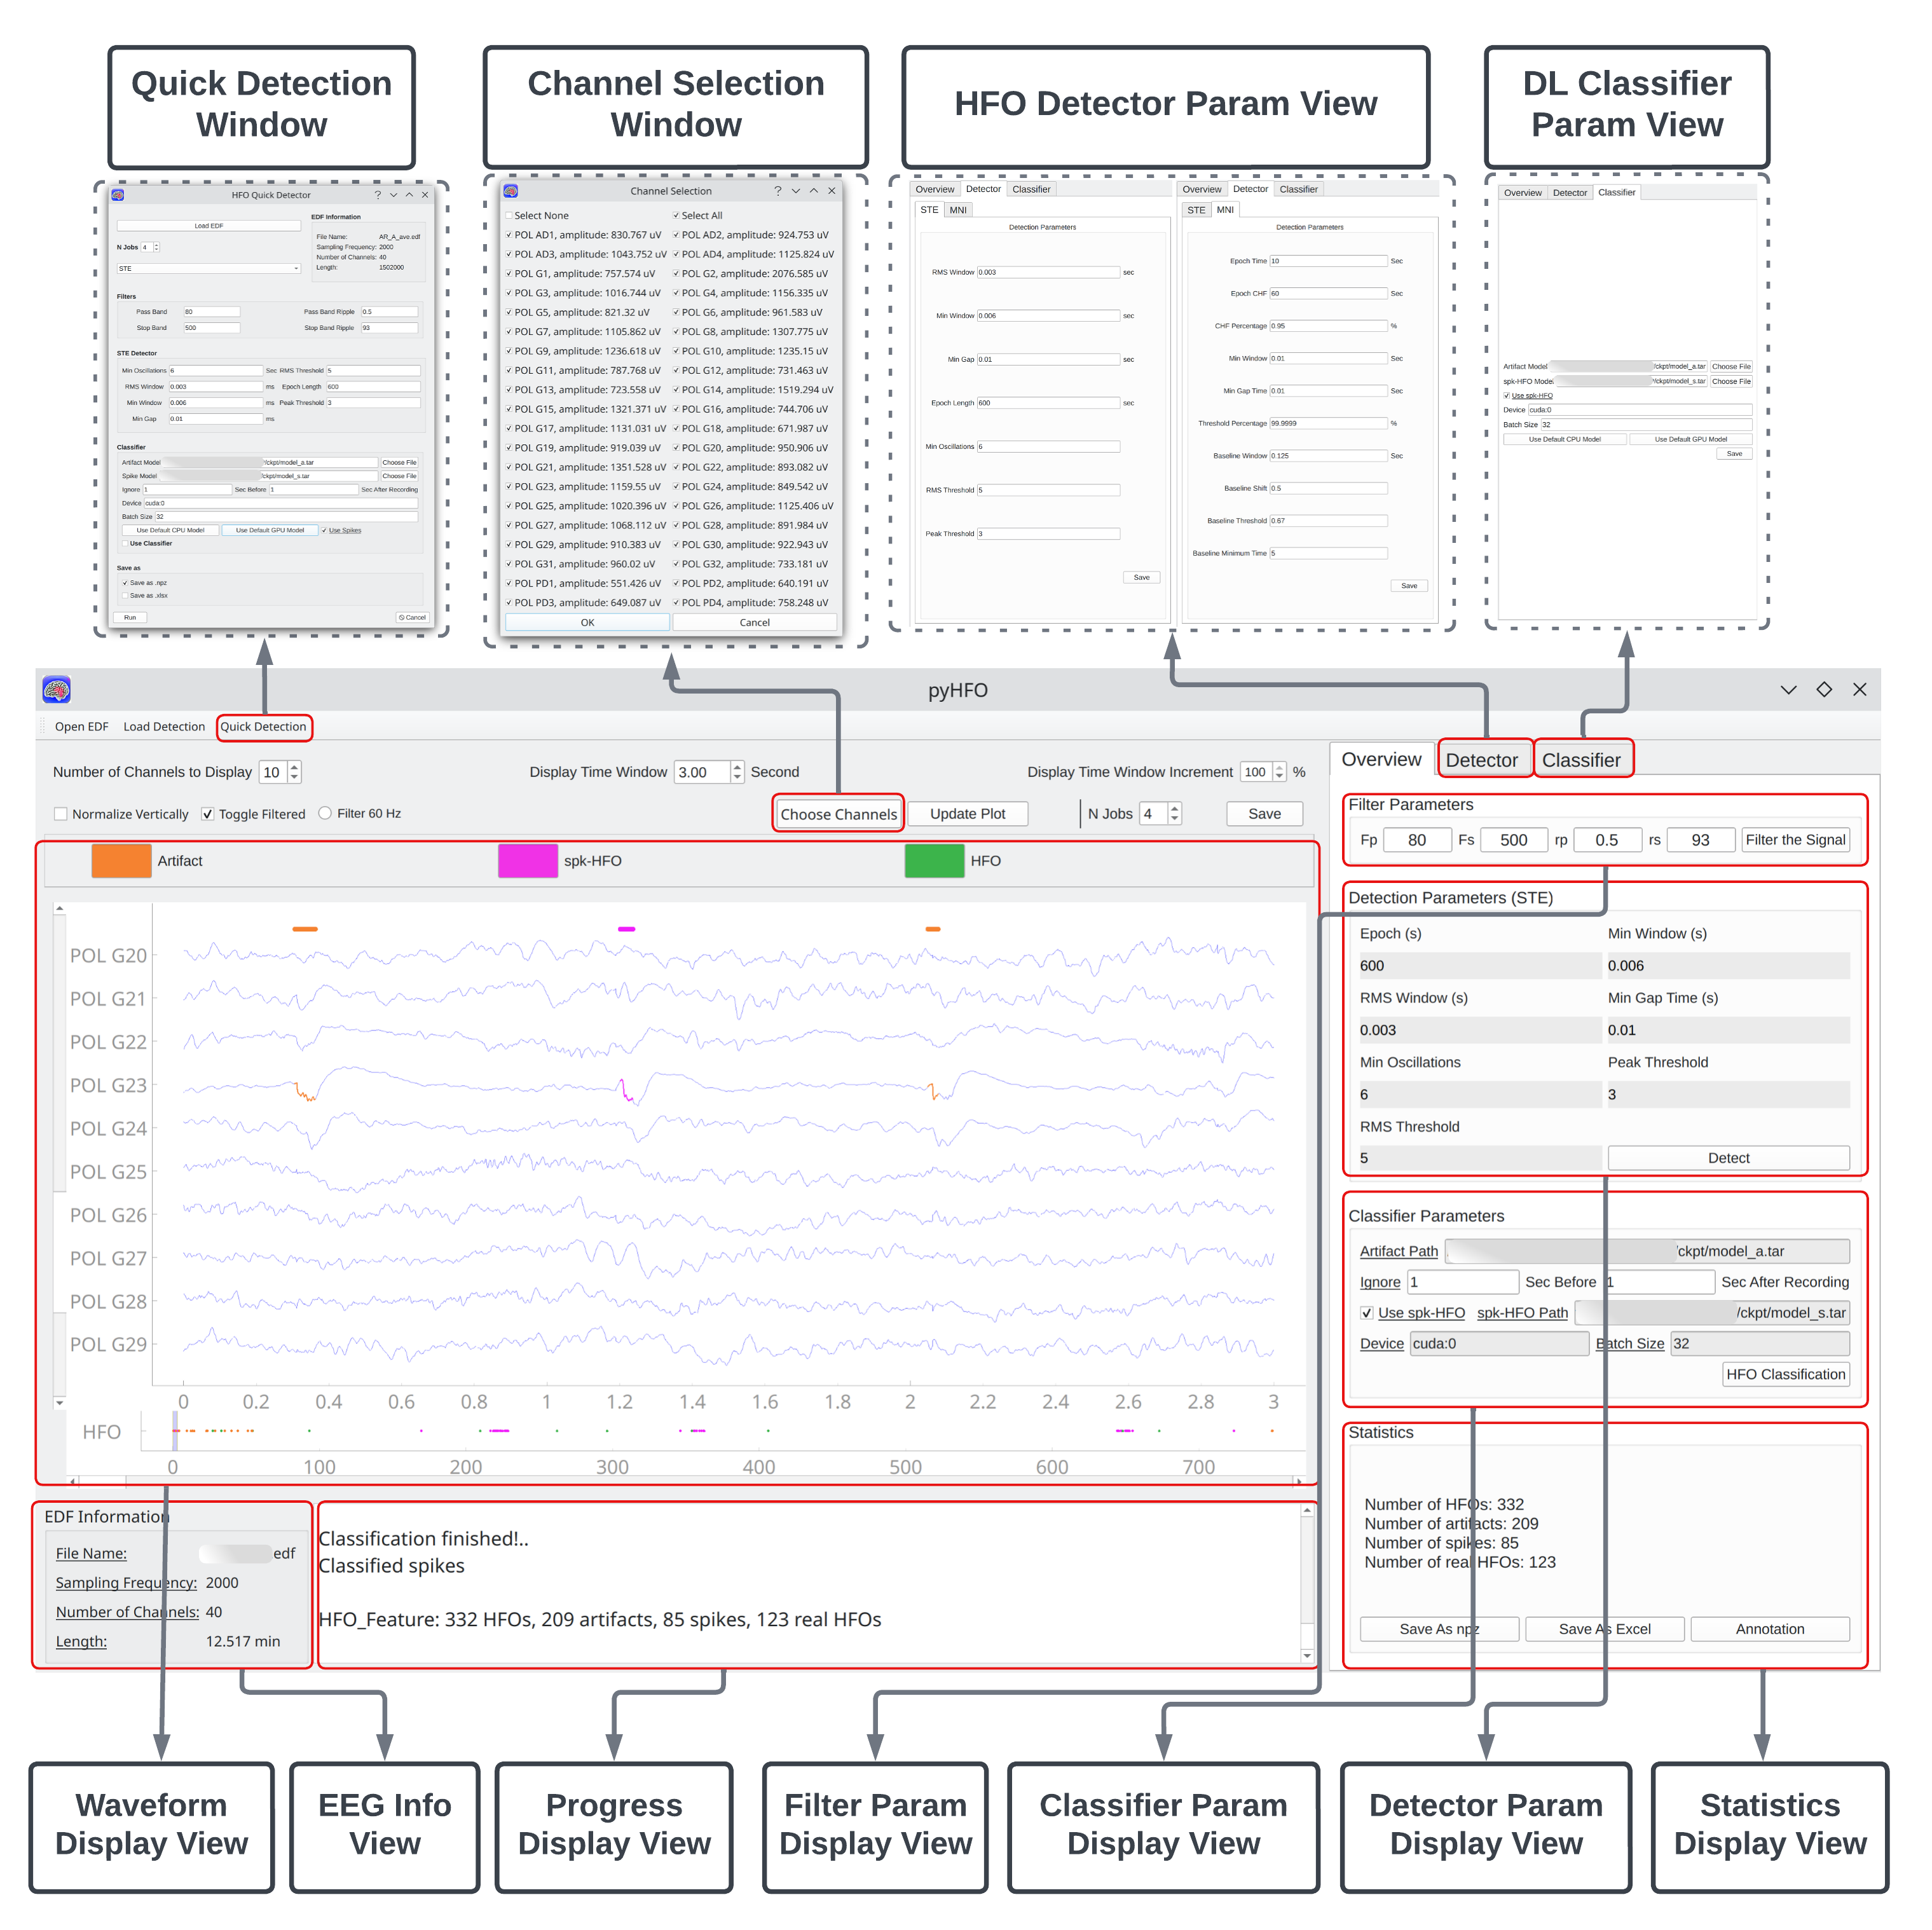 Quick Detection
Window
Channel Selection
Window
HFO Detector Param View
DL Classifier
Param View
HFO Quick Detector
Load EDF
N Jobs 4
STE
EDF Information
File Name: AR_A_ave.edf
Sampling Frequency: 2000
Number of Channels: 40
Length: 1502000
Filters
Pass Band 80 Pass Band Ripple 0.5
Stop Band 500 Stop Band Ripple 93
STE Detector
Min Oscillations 6 Sec RMS Threshold 5
RMS Window 0.003 ms Epoch Length 600
Min Window 0.006 ms Peak Threshold 3
Min Gap 0.01 ms
Classifier
Artifact Model /ckpt/model_a.tar Choose File
Spike Model /ckpt/model_s.tar Choose File
Ignore 1 Sec Before 1 Sec After Recording
Device cuda:0
Batch Size 32
Use Default CPU Model Use Default GPU Model Use Spikes
Use Classifier
Save as
Save as .npz
Save as .xlsx
Run Cancel
Channel Selection
Select None Select All
POL AD1, amplitude: 830.767 uV POL AD2, amplitude: 924.753 uV
POL AD3, amplitude: 1043.752 uV POL AD4, amplitude: 1125.824 uV
POL G1, amplitude: 757.574 uV POL G2, amplitude: 2076.585 uV
POL G3, amplitude: 1016.744 uV POL G4, amplitude: 1156.335 uV
POL G5, amplitude: 821.32 uV POL G6, amplitude: 961.583 uV
POL G7, amplitude: 1105.862 uV POL G8, amplitude: 1307.775 uV
POL G9, amplitude: 1236.618 uV POL G10, amplitude: 1235.15 uV
POL G11, amplitude: 787.768 uV POL G12, amplitude: 731.463 uV
POL G13, amplitude: 723.558 uV POL G14, amplitude: 1519.294 uV
POL G15, amplitude: 1321.371 uV POL G16, amplitude: 744.706 uV
POL G17, amplitude: 1131.031 uV POL G18, amplitude: 671.987 uV
POL G19, amplitude: 919.039 uV POL G20, amplitude: 950.906 uV
POL G21, amplitude: 1351.528 uV POL G22, amplitude: 893.082 uV
POL G23, amplitude: 1159.55 uV POL G24, amplitude: 849.542 uV
POL G25, amplitude: 1020.396 uV POL G26, amplitude: 1125.406 uV
POL G27, amplitude: 1068.112 uV POL G28, amplitude: 891.984 uV
POL G29, amplitude: 910.383 uV POL G30, amplitude: 922.943 uV
POL G31, amplitude: 960.02 uV POL G32, amplitude: 733.181 uV
POL PD1, amplitude: 551.426 uV POL PD2, amplitude: 640.191 uV
POL PD3, amplitude: 649.087 uV POL PD4, amplitude: 758.248 uV
OK Cancel
Overview Detector Classifier
STE MNI
Detection Parameters
RMS Window 0.003 sec
Min Window 0.006 sec
Min Gap 0.01 sec
Epoch Length 600 sec
Min Oscillations 6
RMS Threshold 5
Peak Threshold 3
Save
Overview Detector Classifier
STE MNI
Detection Parameters
Epoch Time 10 Sec
Epoch CHF 60 Sec
CHF Percentage 0.95 %
Min Window 0.01 Sec
Min Gap Time 0.01 Sec
Threshold Percentage 99.9999 %
Baseline Window 0.125 Sec
Baseline Shift 0.5
Baseline Threshold 0.67
Baseline Minimum Time 5
Save
Overview Detector Classifier
Artifact Model /ckpt/model_a.tar Choose File
spk-HFO Model /ckpt/model_s.tar Choose File
Use spk-HFO
Device cuda:0
Batch Size 32
Use Default CPU Model Use Default GPU Model
Save
pyHFO
Open EDF Load Detection Quick Detection
Number of Channels to Display 10 Display Time Window 3.00 Second Display Time Window Increment 100 %
Normalize Vertically Toggle Filtered Filter 60 Hz Choose Channels Update Plot N Jobs 4 Save
Artifact spk-HFO HFO
POL G20
POL G21
POL G22
POL G23
POL G24
POL G25
POL G26
POL G27
POL G28
POL G29
0 0.2 0.4 0.6 0.8 1 1.2 1.4 1.6 1.8 2 2.2 2.4 2.6 2.8 3
HFO
0 100 200 300 400 500 600 700
Overview Detector Classifier
Filter Parameters
Fp 80 Fs 500 rp 0.5 rs 93 Filter the Signal
Detection Parameters (STE)
Epoch (s) Min Window (s)
600 0.006
RMS Window (s) Min Gap Time (s)
0.003 0.01
Min Oscillations Peak Threshold
6 3
RMS Threshold
5 Detect
Classifier Parameters
Artifact Path /ckpt/model_a.tar
Ignore 1 Sec Before 1 Sec After Recording
Use spk-HFO spk-HFO Path /ckpt/model_s.tar
Device cuda:0 Batch Size 32
HFO Classification
Statistics
Number of HFOs: 332
Number of artifacts: 209
Number of spikes: 85
Number of real HFOs: 123
Save As npz Save As Excel Annotation
EDF Information
File Name: edf
Sampling Frequency: 2000
Number of Channels: 40
Length: 12.517 min
Classification finished!..
Classified spikes
HFO_Feature: 332 HFOs, 209 artifacts, 85 spikes, 123 real HFOs
Waveform
Display View
EEG Info
View
Progress
Display View
Filter Param
Display View
Classifier Param
Display View
Detector Param
Display View
Statistics
Display View